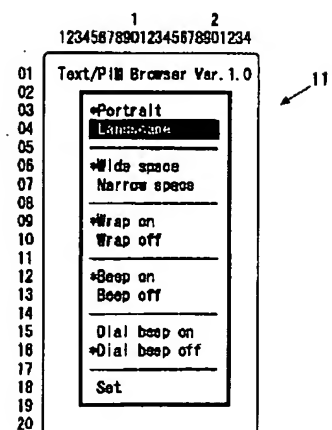 1 2
123456789012345678901234
01 Text/PIM Browser Ver. 1.0
11
02
03 *Portrait
04 Landscape
05
06 *Wide space
07 Narrow space
08
09 *Wrap on
10 Wrap off
11
12 *Beep on
13 Beep off
14
15 Dial beep on
16 *Dial beep off
17
18 Set
19
20